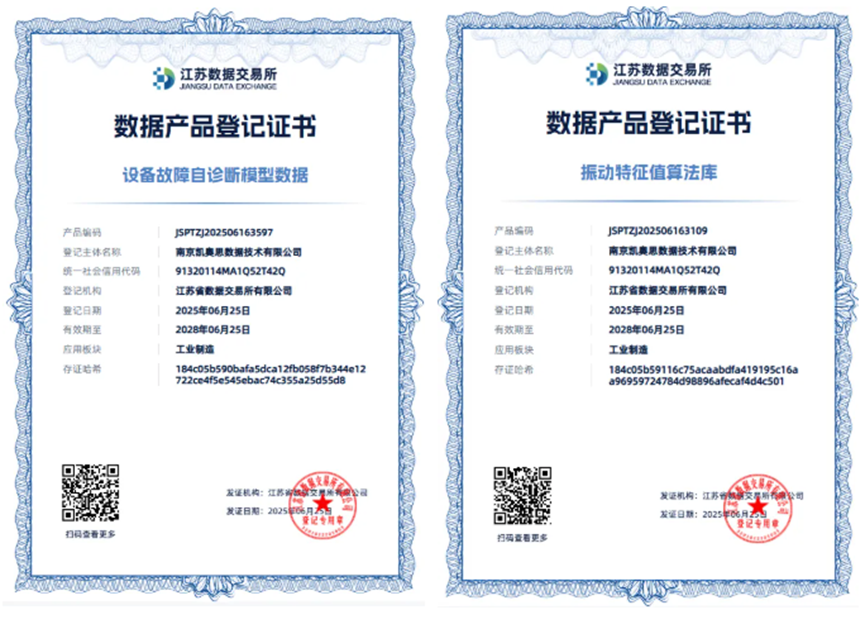 江苏数据交易所
JIANGSU DATA EXCHANGE
数据产品登记证书
设备故障自诊断模型数据
产品编码 JSPTZJ202506163597
登记主体名称 南京凯奥思数据技术有限公司
统一社会信用代码 91320114MA1Q52T42Q
登记机构 江苏省数据交易所有限公司
登记日期 2025年06月25日
有效期至 2028年06月25日
应用板块 工业制造
存证哈希 184c05b590bafa5dca12fb058f7b344e12
722ce4f5e545ebac74c355a25d55d8
发证机构：江苏省数据交易所有限公司
发证日期：2025年06月25日
登记专用章
扫码查看更多
江苏数据交易所
JIANGSU DATA EXCHANGE
数据产品登记证书
振动特征值算法库
产品编码 JSPTZJ202506163109
登记主体名称 南京凯奥思数据技术有限公司
统一社会信用代码 91320114MA1Q52T42Q
登记机构 江苏省数据交易所有限公司
登记日期 2025年06月25日
有效期至 2028年06月25日
应用板块 工业制造
存证哈希 184c05b59116c75acaabdfa419195c16a
a96959724784d98896afecaf4d4c501
发证机构：江苏省数据交易所有限公司
发证日期：2025年06月25日
登记专用章
扫码查看更多